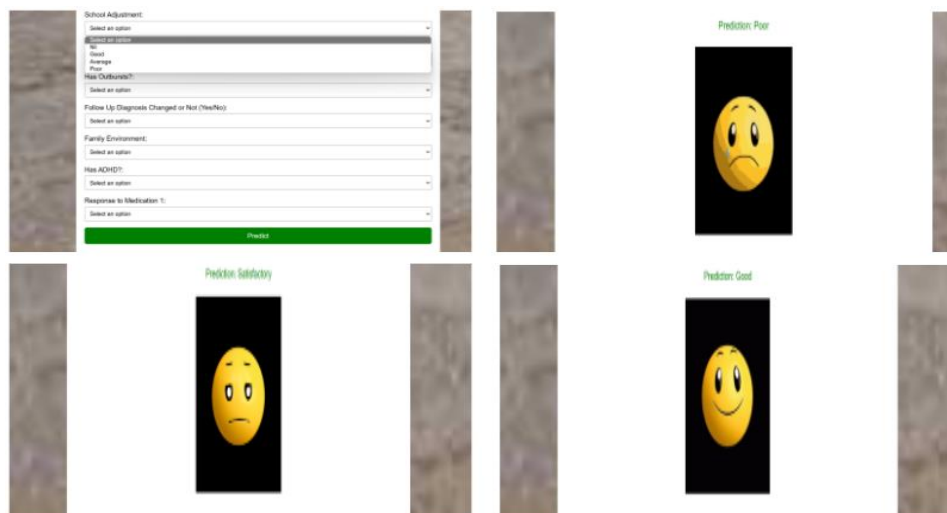 School Adjustment:
Select an option
Select an option
Nil
Good
Average
Poor
Has Outbursts?:
Select an option
Follow Up Diagnosis Changed or Not (Yes/No):
Select an option
Family Environment:
Select an option
Has ADHD?:
Select an option
Response to Medication 1:
Select an option
Predict
Prediction: Poor
Prediction: Satisfactory
Prediction: Good